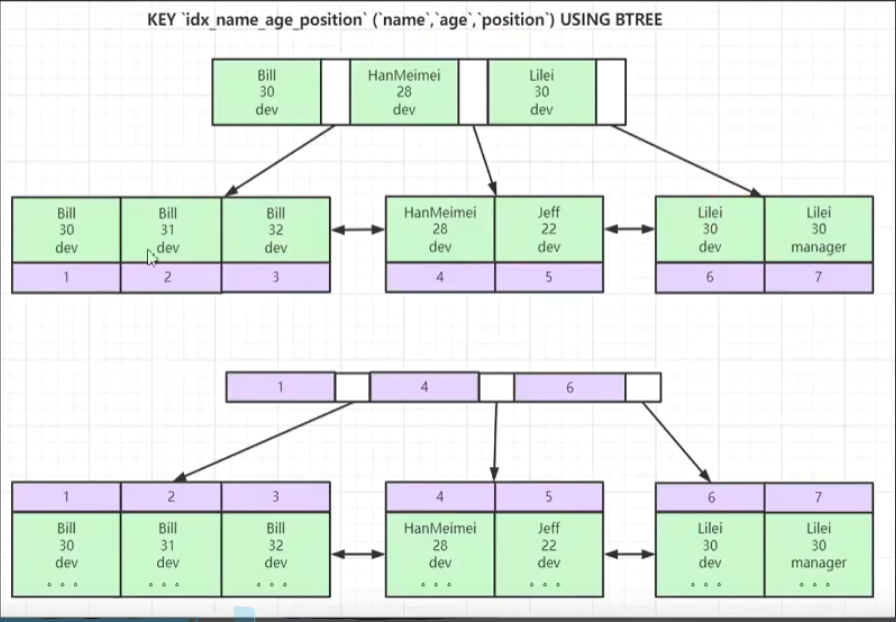 KEY `idx_name_age_position` (`name`,`age`,`position`) USING BTREE
Bill
30
dev
HanMeimei
28
dev
Lilei
30
dev
Bill
30
dev
1
Bill
31
dev
2
Bill
32
dev
3
HanMeimei
28
dev
4
Jeff
22
dev
5
Lilei
30
dev
6
Lilei
30
manager
7
1
4
6
1
Bill
30
dev
。。。
2
Bill
31
dev
。。。
3
Bill
32
dev
。。。
4
HanMeimei
28
dev
。。。
5
Jeff
22
dev
。。。
6
Lilei
30
dev
。。。
7
Lilei
30
manager
。。。